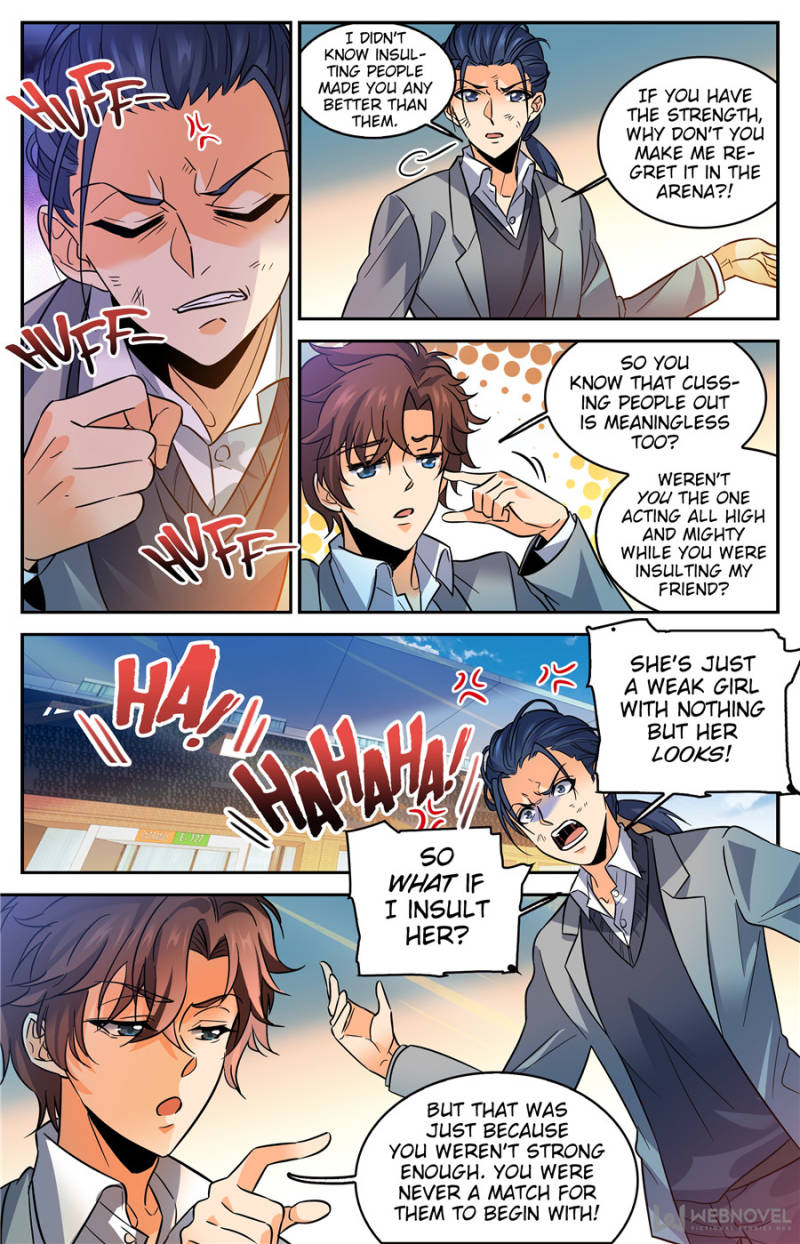 HUFF—
HUFF—
HUFF—
I DIDN'T
KNOW INSUL-
TING PEOPLE
MADE YOU ANY
BETTER THAN
THEM.
IF YOU HAVE
THE STRENGTH,
WHY DON'T YOU
MAKE ME RE-
GRET IT IN THE
ARENA?!
SO YOU
KNOW THAT CUSS-
ING PEOPLE OUT
IS MEANINGLESS
TOO?
WEREN'T
YOU THE ONE
ACTING ALL HIGH
AND MIGHTY
WHILE YOU WERE
INSULTING MY
FRIEND?
HA!
HAHAHA!
SHE'S JUST
A WEAK GIRL
WITH NOTHING
BUT HER
LOOKS!
SO
WHAT IF
I INSULT
HER?
BUT THAT WAS
JUST BECAUSE
YOU WEREN'T STRONG
ENOUGH. YOU WERE
NEVER A MATCH FOR
THEM TO BEGIN WITH!
WEBNOVEL